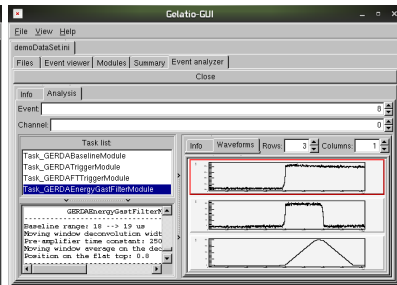 Gelatio-GUI
File View Help
demoDataSet.ini
Files Event viewer Modules Summary Event analyzer
Close
Info Analysis
Event: 8
Channel: 0
Task list
Info Waveforms Rows: 3 Columns: 1
Task_GERDABaselineModule
Task_GERDATriggerModule
Task_GERDAFTTriggerModule
Task_GERDAEnergyGastFilterModule
GERDAEnergyGastFilterM
Baseline range: 18 --> 19 us
Moving window deconvolution widt
Pre-amplifier time constant: 250
Moving window average on the dec
Position on the flat top: 0.8